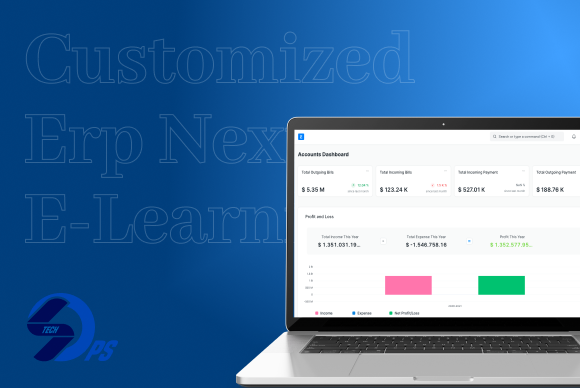 Customized
Erp Nex
E-Learn
Search or type a command (Ctrl + G)
Accounts Dashboard
Total Outgoing Bills
Total Incoming Bills
Total Incoming Payment
Total Outgoing Payment
$ 5.35 M
$ 123.24 K
$ 527.01 K
$ 188.76 K
Profit and Loss
Total Income This Year
Total Expense This Year
Profit This Year
$ 1.351.031.19...
$ -1.546.758.16
$ 1.352.577.95...
Income
Expense
Net Profit/Loss
TECH
PS